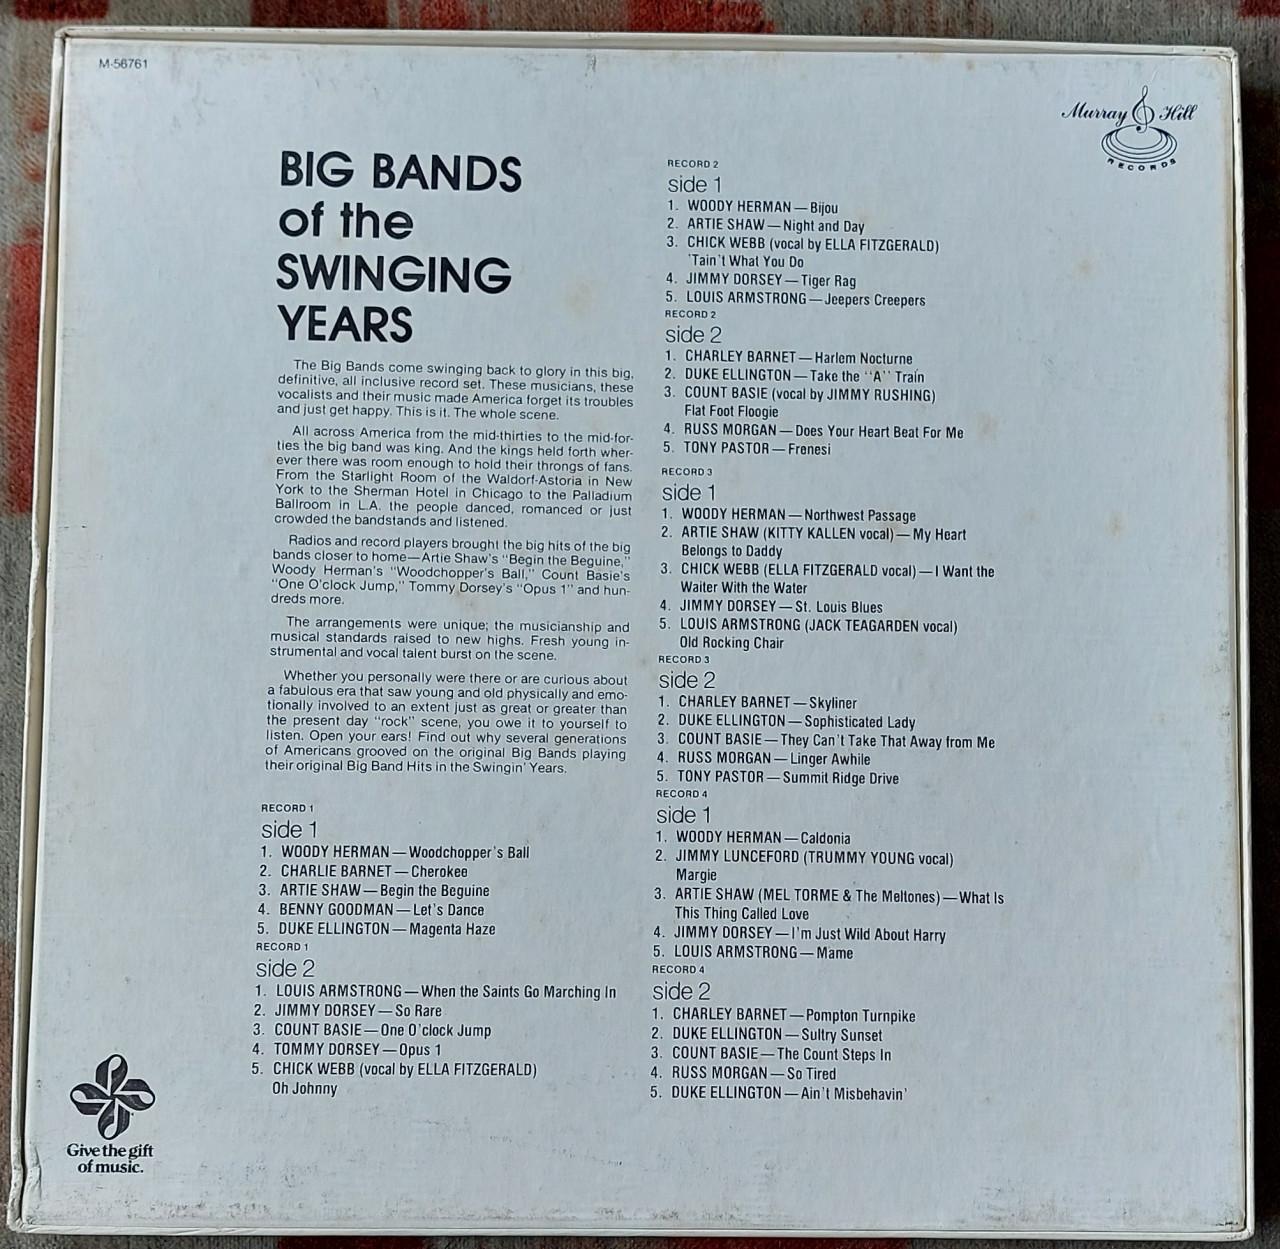 M-56761
Murray Hill
RECORDS
BIG BANDS
of the
SWINGING
YEARS
The Big Bands come swinging back to glory in this big,
definitive, all inclusive record set. These musicians, these
vocalists and their music made America forget its troubles
and just get happy. This is it. The whole scene.
All across America from the mid-thirties to the mid-for-
ties the big band was king. And the kings held forth wher-
ever there was room enough to hold their throngs of fans.
From the Starlight Room of the Waldorf-Astoria in New
York to the Sherman Hotel in Chicago to the Palladium
Ballroom in L.A. the people danced, romanced or just
crowded the bandstands and listened.
Radios and record players brought the big hits of the big
bands closer to home—Artie Shaw's "Begin the Beguine,"
Woody Herman's "Woodchopper's Ball," Count Basie's
"One O'clock Jump," Tommy Dorsey's "Opus 1" and hun-
dreds more.
The arrangements were unique; the musicianship and
musical standards raised to new highs. Fresh young in-
strumental and vocal talent burst on the scene.
Whether you personally were there or are curious about
a fabulous era that saw young and old physically and emo-
tionally involved to an extent just as great or greater than
the present day "rock" scene, you owe it to yourself to
listen. Open your ears! Find out why several generations
of Americans grooved on the original Big Bands playing
their original Big Band Hits in the Swingin' Years.
RECORD 1
side 1
1. WOODY HERMAN—Woodchopper's Ball
2. CHARLIE BARNET—Cherokee
3. ARTIE SHAW—Begin the Beguine
4. BENNY GOODMAN—Let's Dance
5. DUKE ELLINGTON—Magenta Haze
RECORD 1
side 2
1. LOUIS ARMSTRONG—When the Saints Go Marching In
2. JIMMY DORSEY—So Rare
3. COUNT BASIE—One O'clock Jump
4. TOMMY DORSEY—Opus 1
5. CHICK WEBB (vocal by ELLA FITZGERALD)
Oh Johnny
RECORD 2
side 1
1. WOODY HERMAN—Bijou
2. ARTIE SHAW—Night and Day
3. CHICK WEBB (vocal by ELLA FITZGERALD)
'Tain't What You Do
4. JIMMY DORSEY—Tiger Rag
5. LOUIS ARMSTRONG—Jeepers Creepers
RECORD 2
side 2
1. CHARLEY BARNET—Harlem Nocturne
2. DUKE ELLINGTON—Take the "A" Train
3. COUNT BASIE (vocal by JIMMY RUSHING)
Flat Foot Floogie
4. RUSS MORGAN—Does Your Heart Beat For Me
5. TONY PASTOR—Frenesi
RECORD 3
side 1
1. WOODY HERMAN—Northwest Passage
2. ARTIE SHAW (KITTY KALLEN vocal)—My Heart
Belongs to Daddy
3. CHICK WEBB (ELLA FITZGERALD vocal)—I Want the
Waiter With the Water
4. JIMMY DORSEY—St. Louis Blues
5. LOUIS ARMSTRONG (JACK TEAGARDEN vocal)
Old Rocking Chair
RECORD 3
side 2
1. CHARLEY BARNET—Skyliner
2. DUKE ELLINGTON—Sophisticated Lady
3. COUNT BASIE—They Can't Take That Away from Me
4. RUSS MORGAN—Linger Awhile
5. TONY PASTOR—Summit Ridge Drive
RECORD 4
side 1
1. WOODY HERMAN—Caldonia
2. JIMMY LUNCEFORD (TRUMMY YOUNG vocal)
Margie
3. ARTIE SHAW (MEL TORME & The Meltones)—What Is
This Thing Called Love
4. JIMMY DORSEY—I'm Just Wild About Harry
5. LOUIS ARMSTRONG—Mame
RECORD 4
side 2
1. CHARLEY BARNET—Pompton Turnpike
2. DUKE ELLINGTON—Sultry Sunset
3. COUNT BASIE—The Count Steps In
4. RUSS MORGAN—So Tired
5. DUKE ELLINGTON—Ain't Misbehavin'
Give the gift
of music.